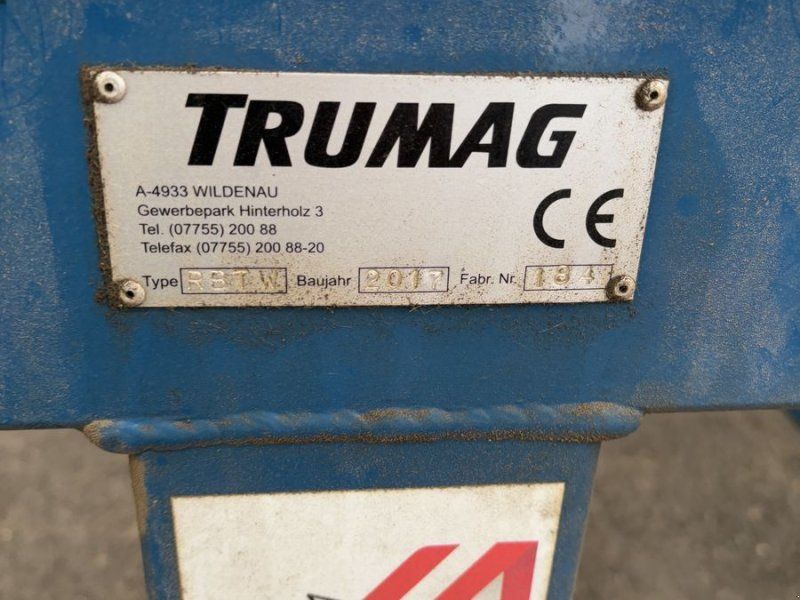 TRUMAG
A-4933 WILDENAU
Gewerbepark Hinterholz 3
Tel. (07755) 200 88
Telefax (07755) 200 88-20
CE
Type RBTW Baujahr 2017 Fabr. Nr. 134